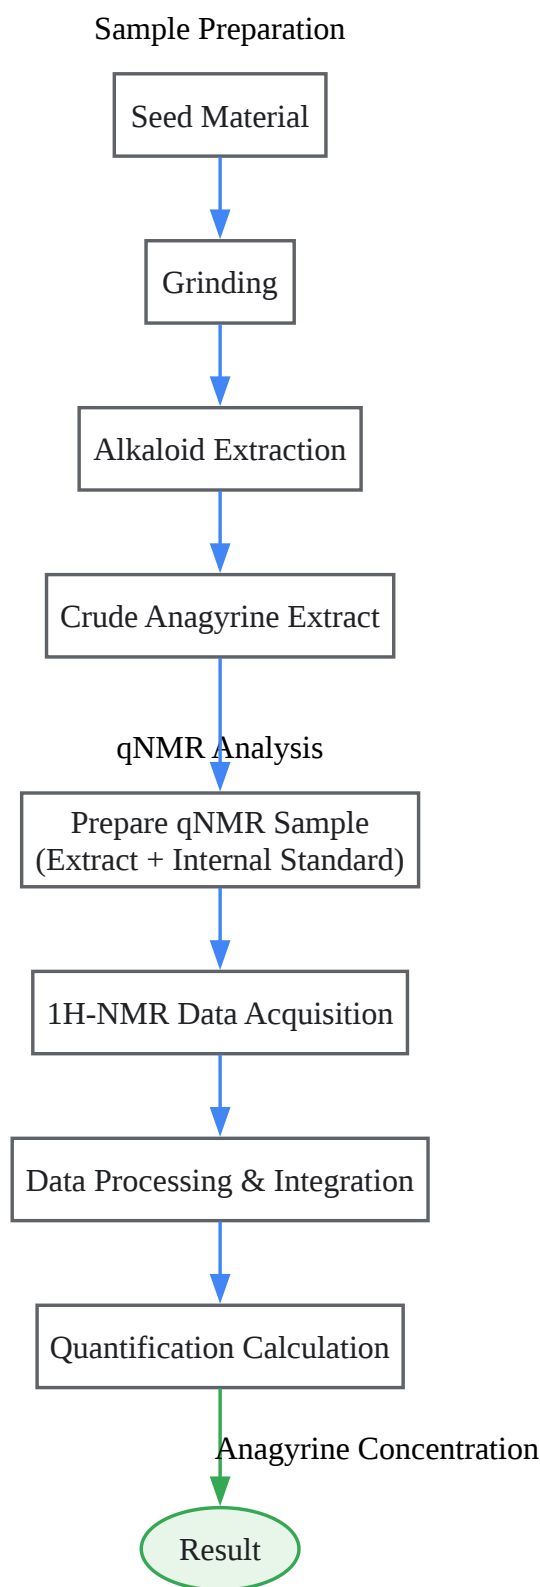 Sample Preparation
Seed Material
Grinding
Alkaloid Extraction
Crude Anagyrine Extract
qNMR Analysis
Prepare qNMR Sample
(Extract + Internal Standard)
1H-NMR Data Acquisition
Data Processing & Integration
Quantification Calculation
Anagyrine Concentration
Result